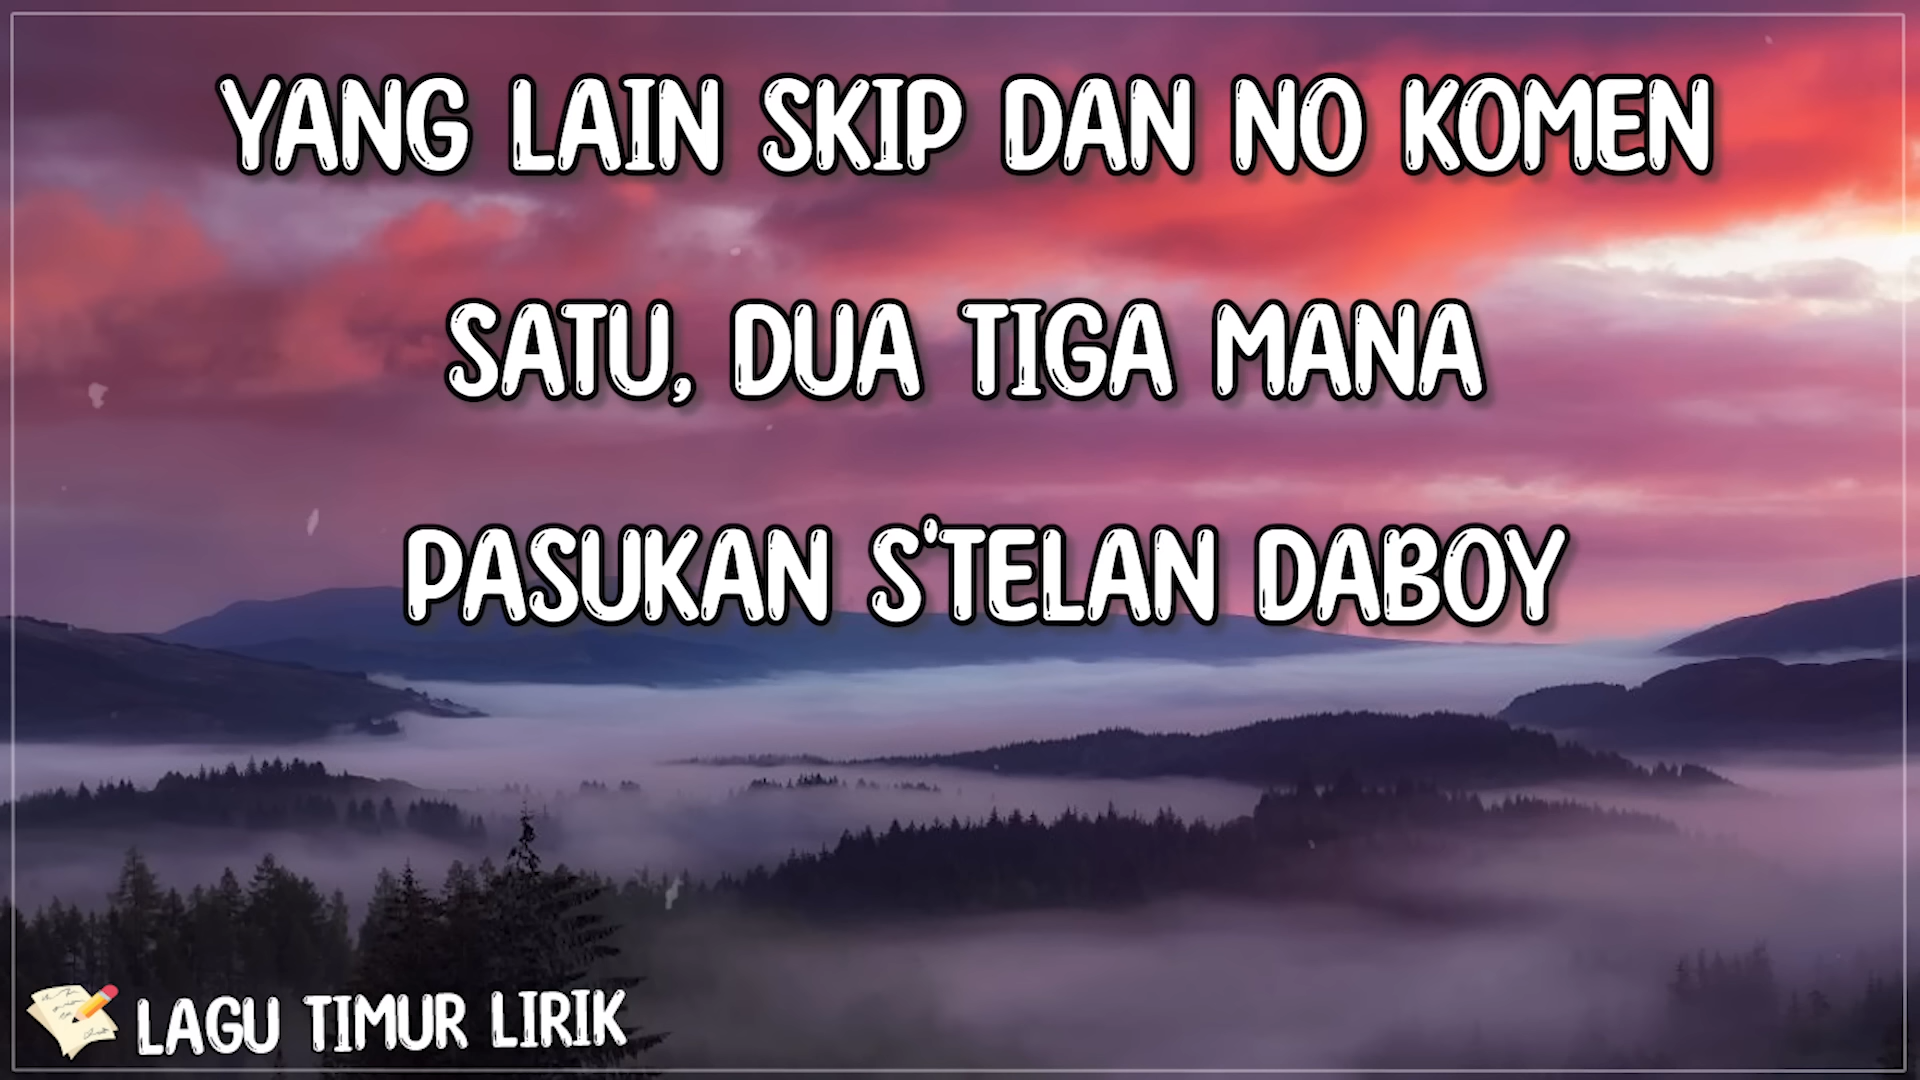 YANG LAIN SKIP DAN NO KOMEN
SATU, DUA TIGA MANA
PASUKAN S'TELAN DABOY
LAGU TIMUR LIRIK